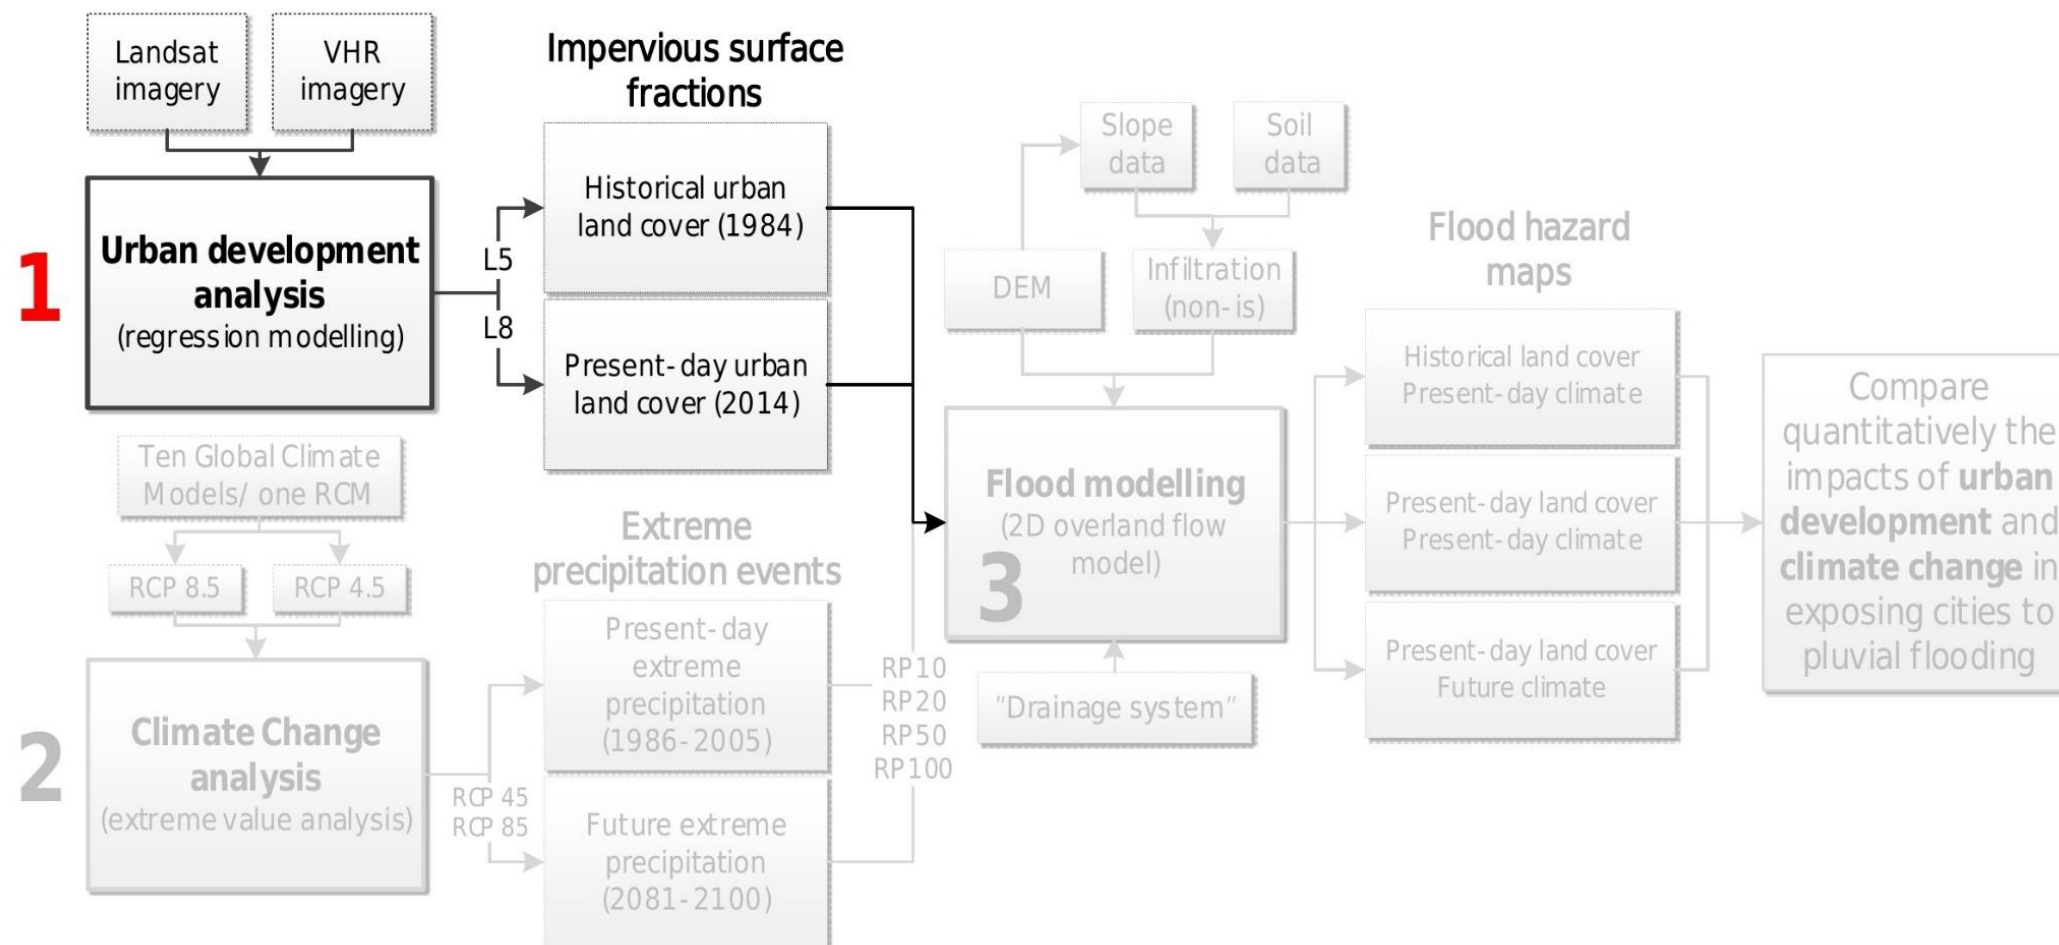 Landsat
imagery
VHR
imagery
1
Urban development
analysis
(regression modelling)
L5
L8
Impervious surface
fractions
Historical urban
land cover (1984)
Present-day urban
land cover (2014)
Ten Global Climate
Models/ one RCM
RCP 8.5
RCP 4.5
2
Climate Change
analysis
(extreme value analysis)
RCP 45
RCP 85
Extreme
precipitation events
Present-day
extreme
precipitation
(1986-2005)
Future extreme
precipitation
(2081-2100)
RP10
RP20
RP50
RP100
Slope
data
Soil
data
DEM
Infiltration
(non-is)
Flood modelling
(2D overland flow
model)
3
"Drainage system"
Flood hazard
maps
Historical land cover
Present-day climate
Present-day land cover
Present-day climate
Present-day land cover
Future climate
Compare
quantitatively the
impacts of urban
development and
climate change in
exposing cities to
pluvial flooding